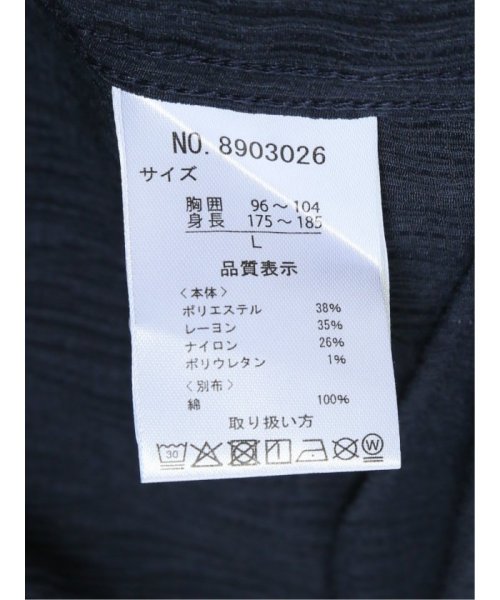 NO. 8903026
サイズ
胸囲 96～104
身長 175～185
L
品質表示
〈本体〉
ポリエステル 38%
レーヨン 35%
ナイロン 26%
ポリウレタン 1%
〈別布〉
綿 100%
取り扱い方
30 W